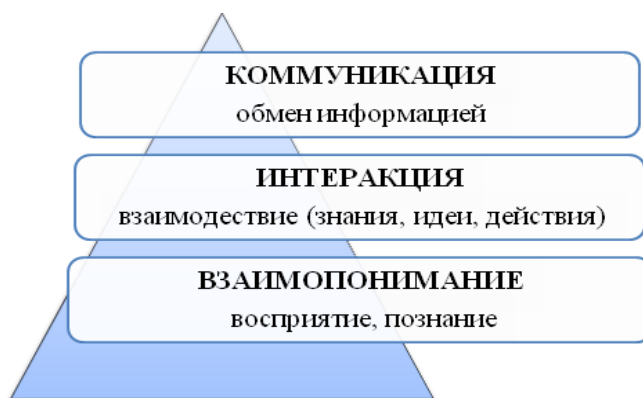 КОММУНИКАЦИЯ
обмен информацией
ИНТЕРАКЦИЯ
взаимодествие (знания, идеи, действия)
ВЗАИМОПОНИМАНИЕ
восприятие, познание